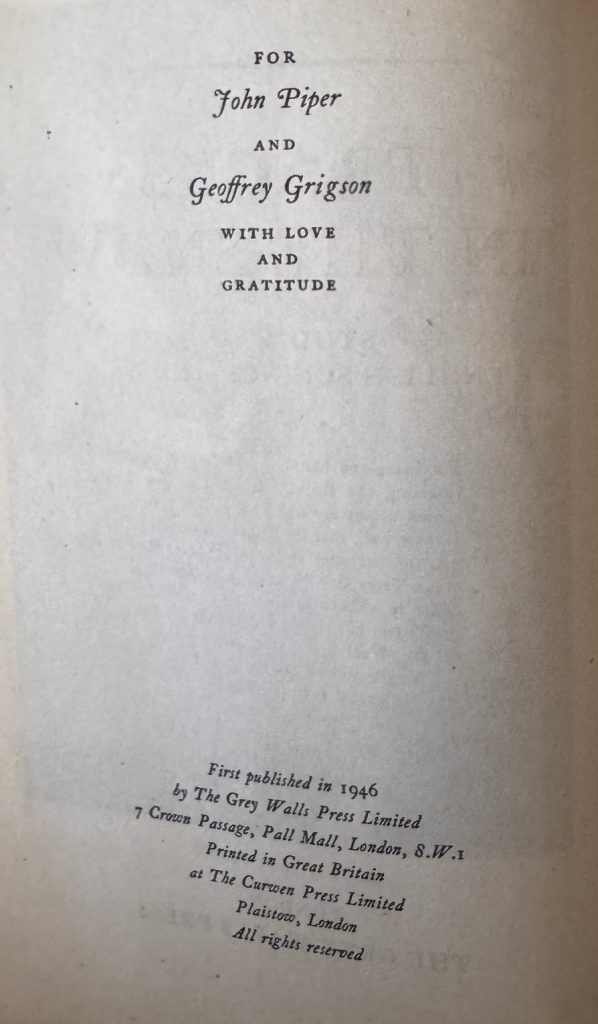 FOR
John Piper
AND
Geoffrey Grigson
WITH LOVE
AND
GRATITUDE
First published in 1946
by The Grey Walls Press Limited
7 Crown Passage, Pall Mall, London, S.W.1
Printed in Great Britain
at The Curwen Press Limited
Plaistow, London
All rights reserved